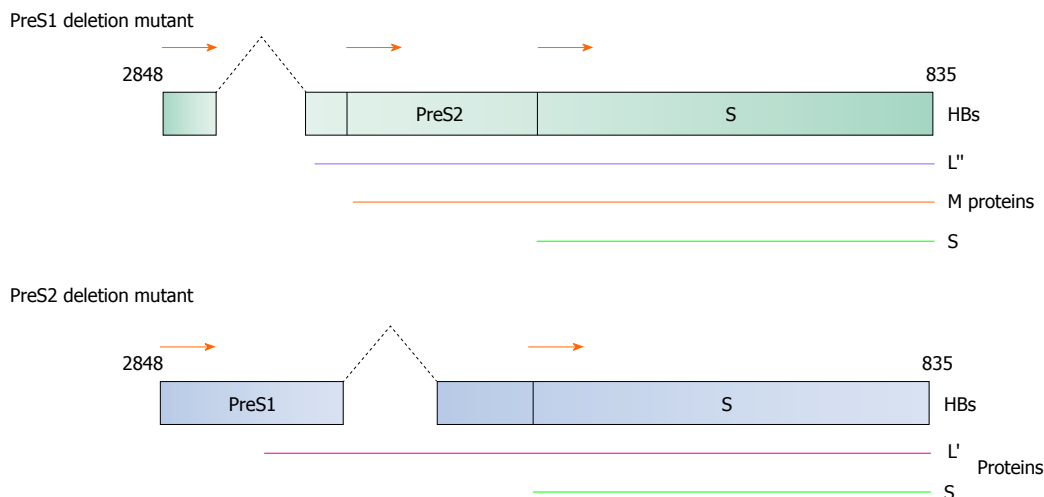 PreS1 deletion mutant
2848 835
PreS2 S HBs
L"
M proteins
S
PreS2 deletion mutant
2848 835
PreS1 S HBs
L'
Proteins
S